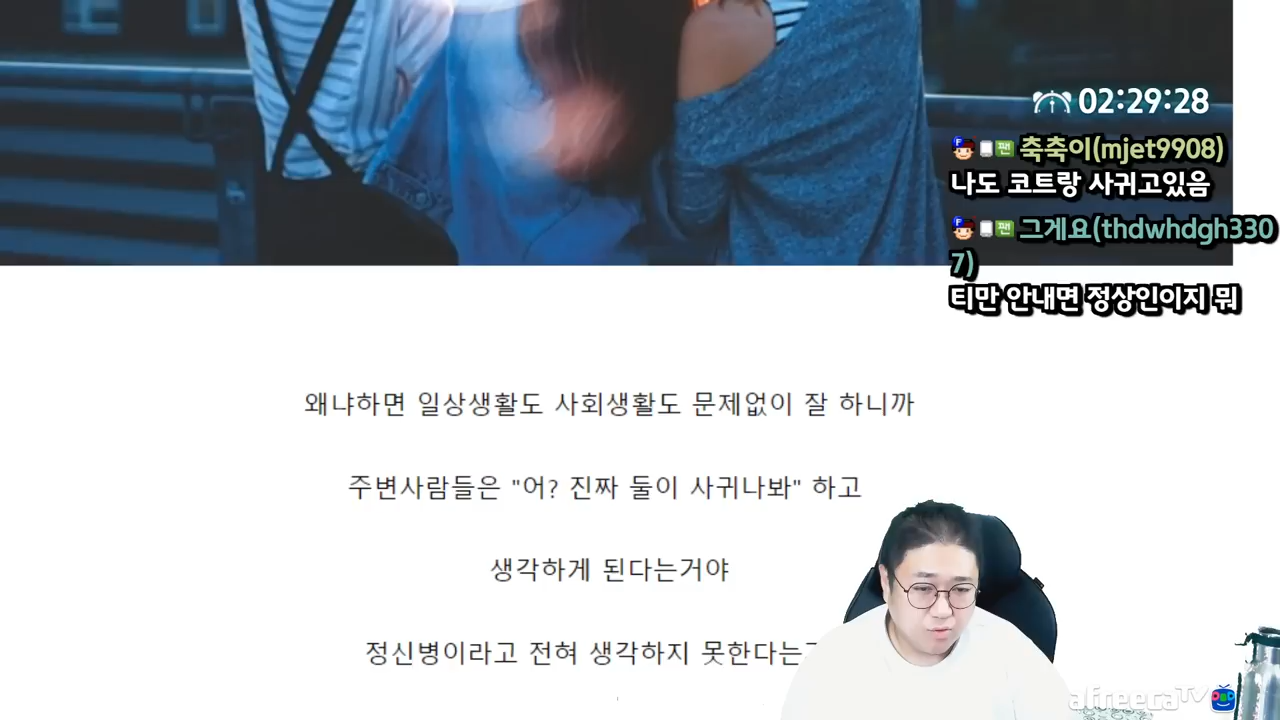 02:29:28
F 팬 축축이(mjet9908)
나도 코트랑 사귀고있음
F 팬 그게요(thdwhdgh330
7)
티만 안내면 정상인이지 뭐
왜냐하면 일상생활도 사회생활도 문제없이 잘 하니까
주변사람들은 "어? 진짜 둘이 사귀나봐" 하고
생각하게 된다는거야
정신병이라고 전혀 생각하지 못한다는
afreecaTV